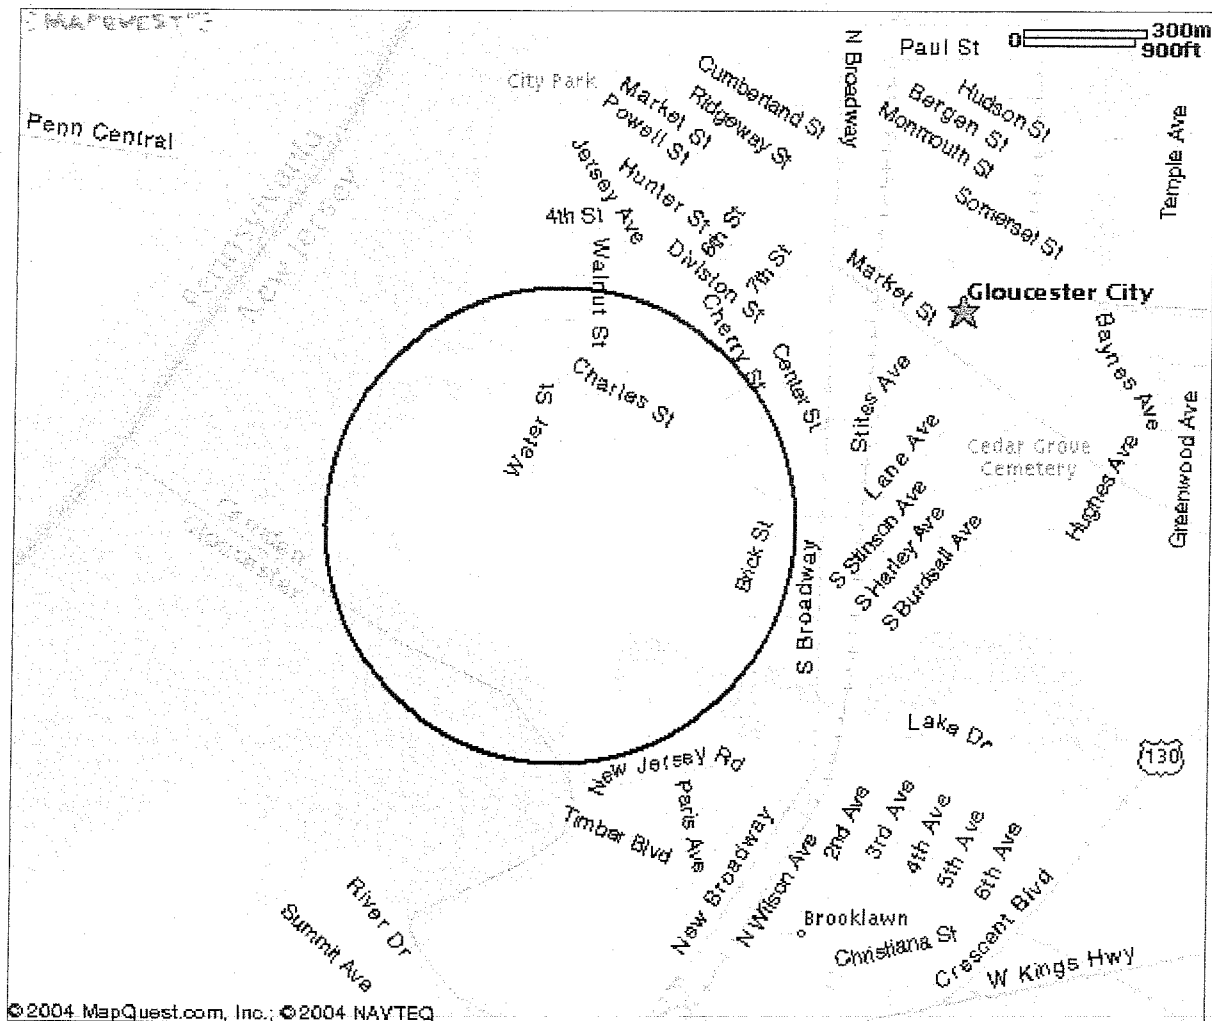 MAPQUEST
Paul St
0
300m
900ft
N Broadway
City Park
Cumberland St
Ridgeway St
Market St
Powell St
Hudson St
Bergen St
Monmouth St
Temple Ave
Penn Central
Pennsylvania
New Jersey
Jersey Ave
Hunter St
4th St
6th St
Somerset St
Walnut St
Division St
7th St
Market St
Gloucester City
Cherry St
Center St
Baynes Ave
Charles St
Water St
Stites Ave
Lane Ave
Cedar Grove
Cemetery
Hughes Ave
Greenwood Ave
Camden
Gloucester
Brick St
S Broadway
S Stinson Ave
S Harley Ave
S Burdsall Ave
Lake Dr
130
New Jersey Rd
Paris Ave
Timber Blvd
New Broadway
N Wilson Ave
2nd Ave
3rd Ave
4th Ave
5th Ave
6th Ave
River Dr
Summit Ave
Brooklawn
Christiana St
Crescent Blvd
W Kings Hwy
©2004 MapQuest.com, Inc.; ©2004 NAVTEQ